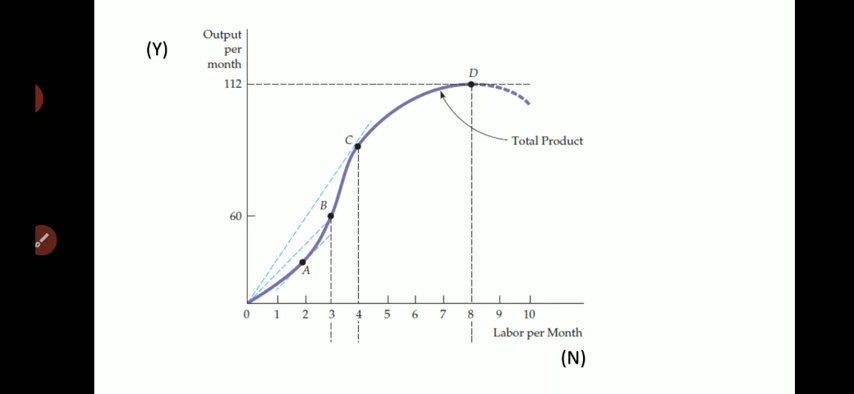 (Y)
Output
per
month
112
D
C
Total Product
B
60
A
0 1 2 3 4 5 6 7 8 9 10
Labor per Month
(N)